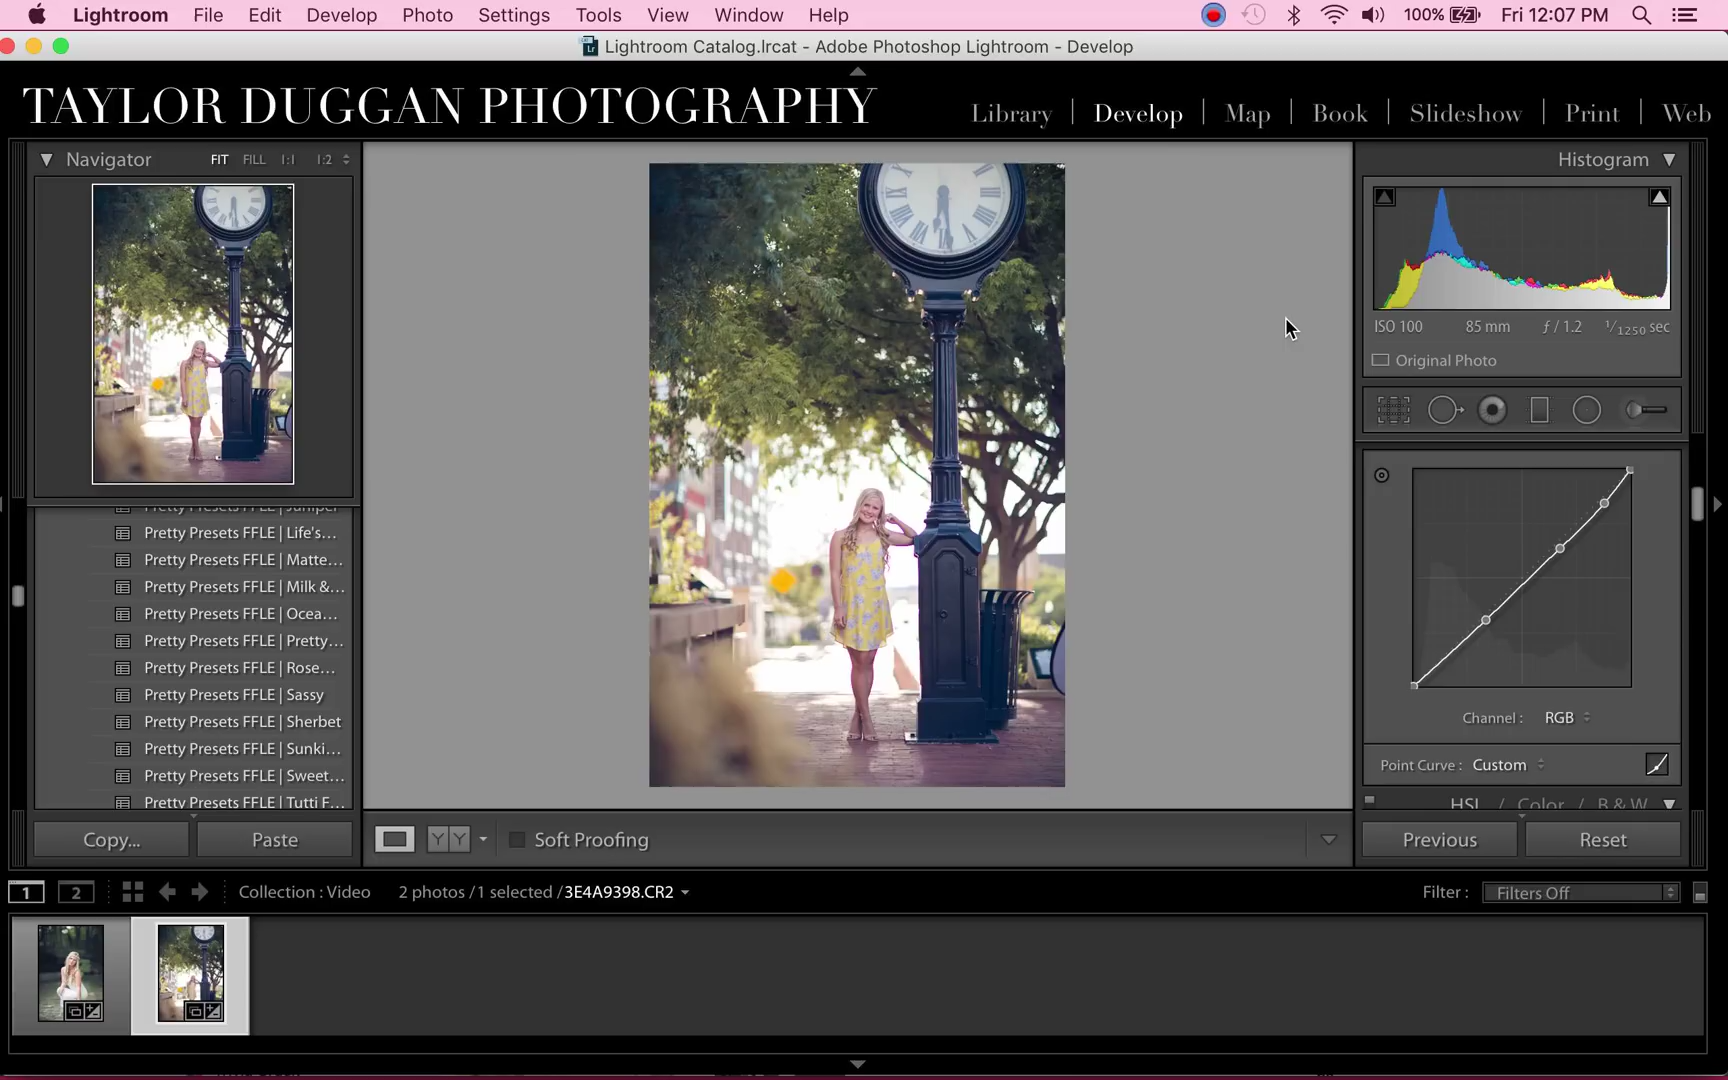 Lightroom File Edit Develop Photo Settings Tools View Window Help 100% Fri 12:07 PM
Lightroom Catalog.lrcat - Adobe Photoshop Lightroom - Develop
TAYLOR DUGGAN PHOTOGRAPHY
Library | Develop | Map | Book | Slideshow | Print | Web
Navigator FIT FILL 1:1 1:2
Pretty Presets FFLE | Juniper
Pretty Presets FFLE | Life's...
Pretty Presets FFLE | Matte...
Pretty Presets FFLE | Milk &...
Pretty Presets FFLE | Ocea...
Pretty Presets FFLE | Pretty...
Pretty Presets FFLE | Rose...
Pretty Presets FFLE | Sassy
Pretty Presets FFLE | Sherbet
Pretty Presets FFLE | Sunki...
Pretty Presets FFLE | Sweet...
Pretty Presets FFLE | Tutti F...
Copy... Paste
Y Y Soft Proofing
Histogram
ISO 100 85 mm ƒ / 1.2 1/1250 sec
Original Photo
Channel : RGB
Point Curve : Custom
HSL / Color / B & W
Previous Reset
1 2 Collection : Video 2 photos / 1 selected / 3E4A9398.CR2
Filter : Filters Off